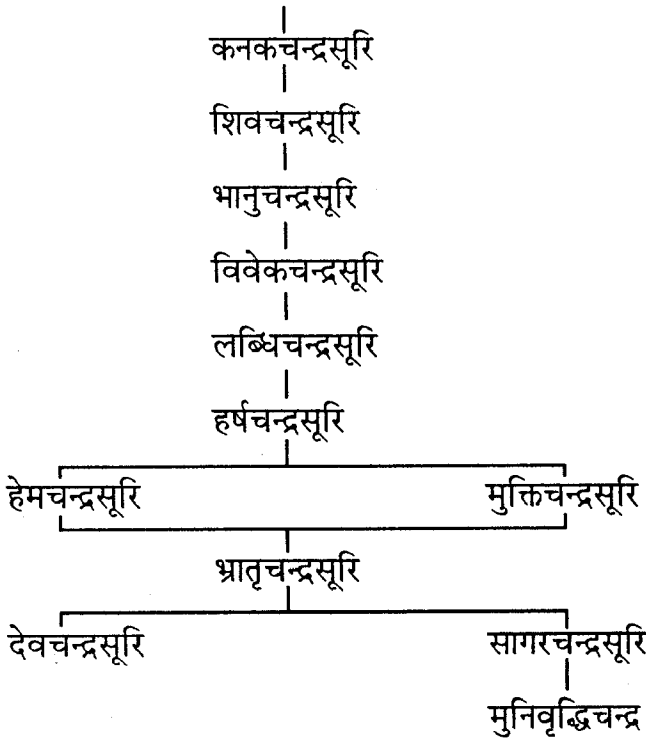 कनकचन्द्रसूरि
शिवचन्द्रसूरि
भानुचन्द्रसूरि
विवेकचन्द्रसूरि
लब्धिचन्द्रसूरि
हर्षचन्द्रसूरि
हेमचन्द्रसूरि मुक्तिचन्द्रसूरि
भ्रातृचन्द्रसूरि
देवचन्द्रसूरि सागरचन्द्रसूरि
मुनिवृद्धिचन्द्र